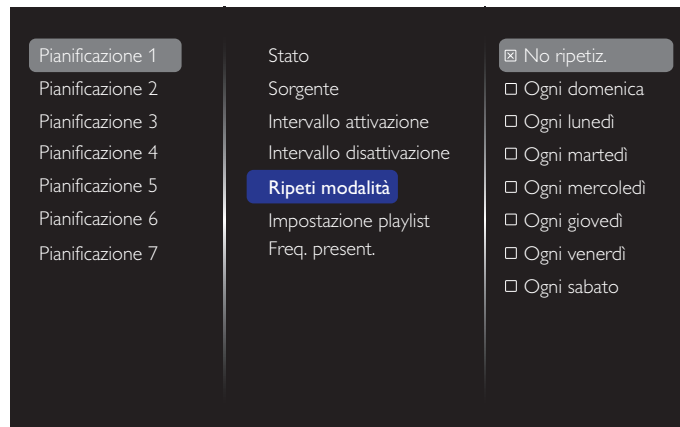 Pianificazione 1
Pianificazione 2
Pianificazione 3
Pianificazione 4
Pianificazione 5
Pianificazione 6
Pianificazione 7
Stato
Sorgente
Intervallo attivazione
Intervallo disattivazione
Ripeti modalità
Impostazione playlist
Freq. present.
No ripetiz.
Ogni domenica
Ogni lunedì
Ogni martedì
Ogni mercoledì
Ogni giovedì
Ogni venerdì
Ogni sabato